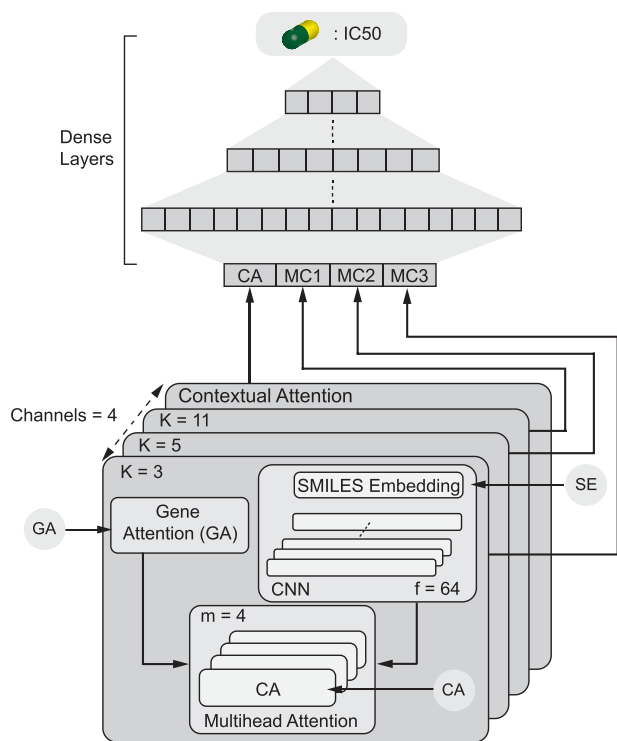 : IC50
Dense
Layers
CA MC1 MC2 MC3
Contextual Attention
Channels = 4
K = 11
K = 5
K = 3
SMILES Embedding
SE
Gene
Attention (GA)
GA
CNN f = 64
m = 4
CA
CA
Multihead Attention